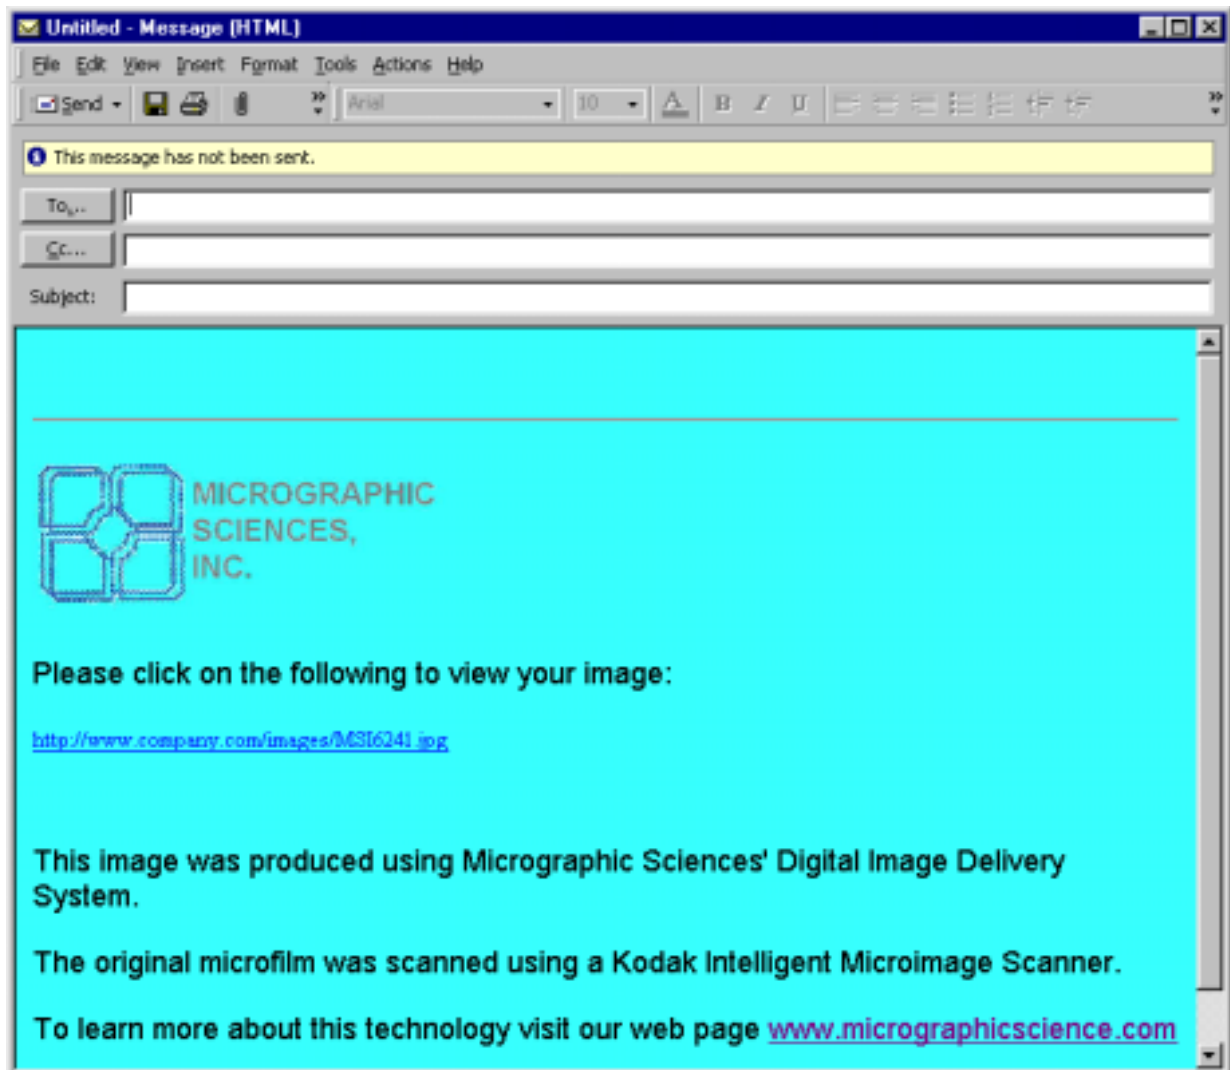 Untitled - Message (HTML)
File Edit View Insert Format Tools Actions Help
Send Arial 10 A B I U
This message has not been sent.
To...
Cc...
Subject:
MICROGRAPHIC
SCIENCES,
INC.
Please click on the following to view your image:
http://www.company.com/images/MSI6241.jpg
This image was produced using Micrographic Sciences' Digital Image Delivery
System.
The original microfilm was scanned using a Kodak Intelligent Microimage Scanner.
To learn more about this technology visit our web page www.micrographicscience.com